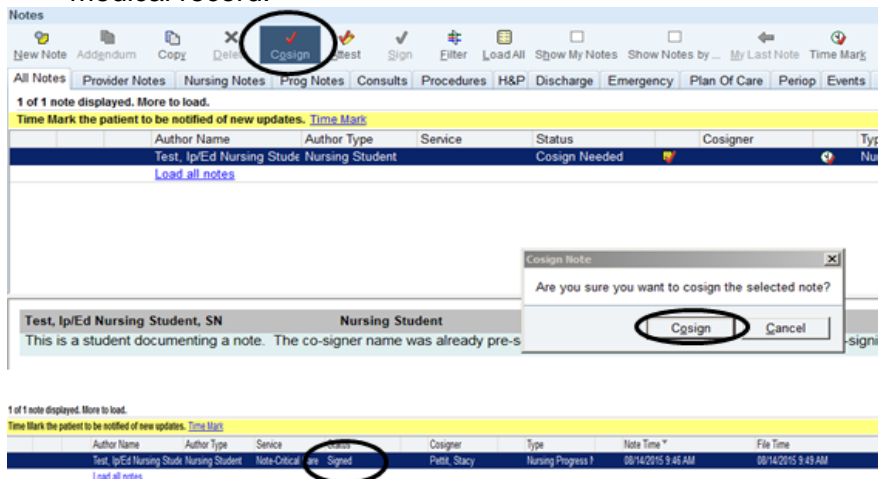 medical record.
Notes
New Note Addendum Copy Delete Cosign Attest Sign Filter Load All Show My Notes Show Notes by ... My Last Note Time Mark
All Notes Provider Notes Nursing Notes Prog Notes Consults Procedures H&P Discharge Emergency Plan Of Care Periop Events
1 of 1 note displayed. More to load.
Time Mark the patient to be notified of new updates. Time Mark
Author Name Author Type Service Status Cosigner Typ
Test, Ip/Ed Nursing Stude Nursing Student Cosign Needed Nu
Load all notes
Cosign Note
Are you sure you want to cosign the selected note?
Cosign Cancel
Test, Ip/Ed Nursing Student, SN Nursing Student
This is a student documenting a note. The co-signer name was already pre-s -signi
1 of 1 note displayed. More to load.
Time Mark the patient to be notified of new updates. Time Mark
Author Name Author Type Service Status Cosigner Type Note Time File Time
Test, Ip/Ed Nursing Stude Nursing Student Note-Critical are Signed Pettit, Stacy Nursing Progress 08/14/2015 9:46 AM 08/14/2015 9:49 AM
Load all notes